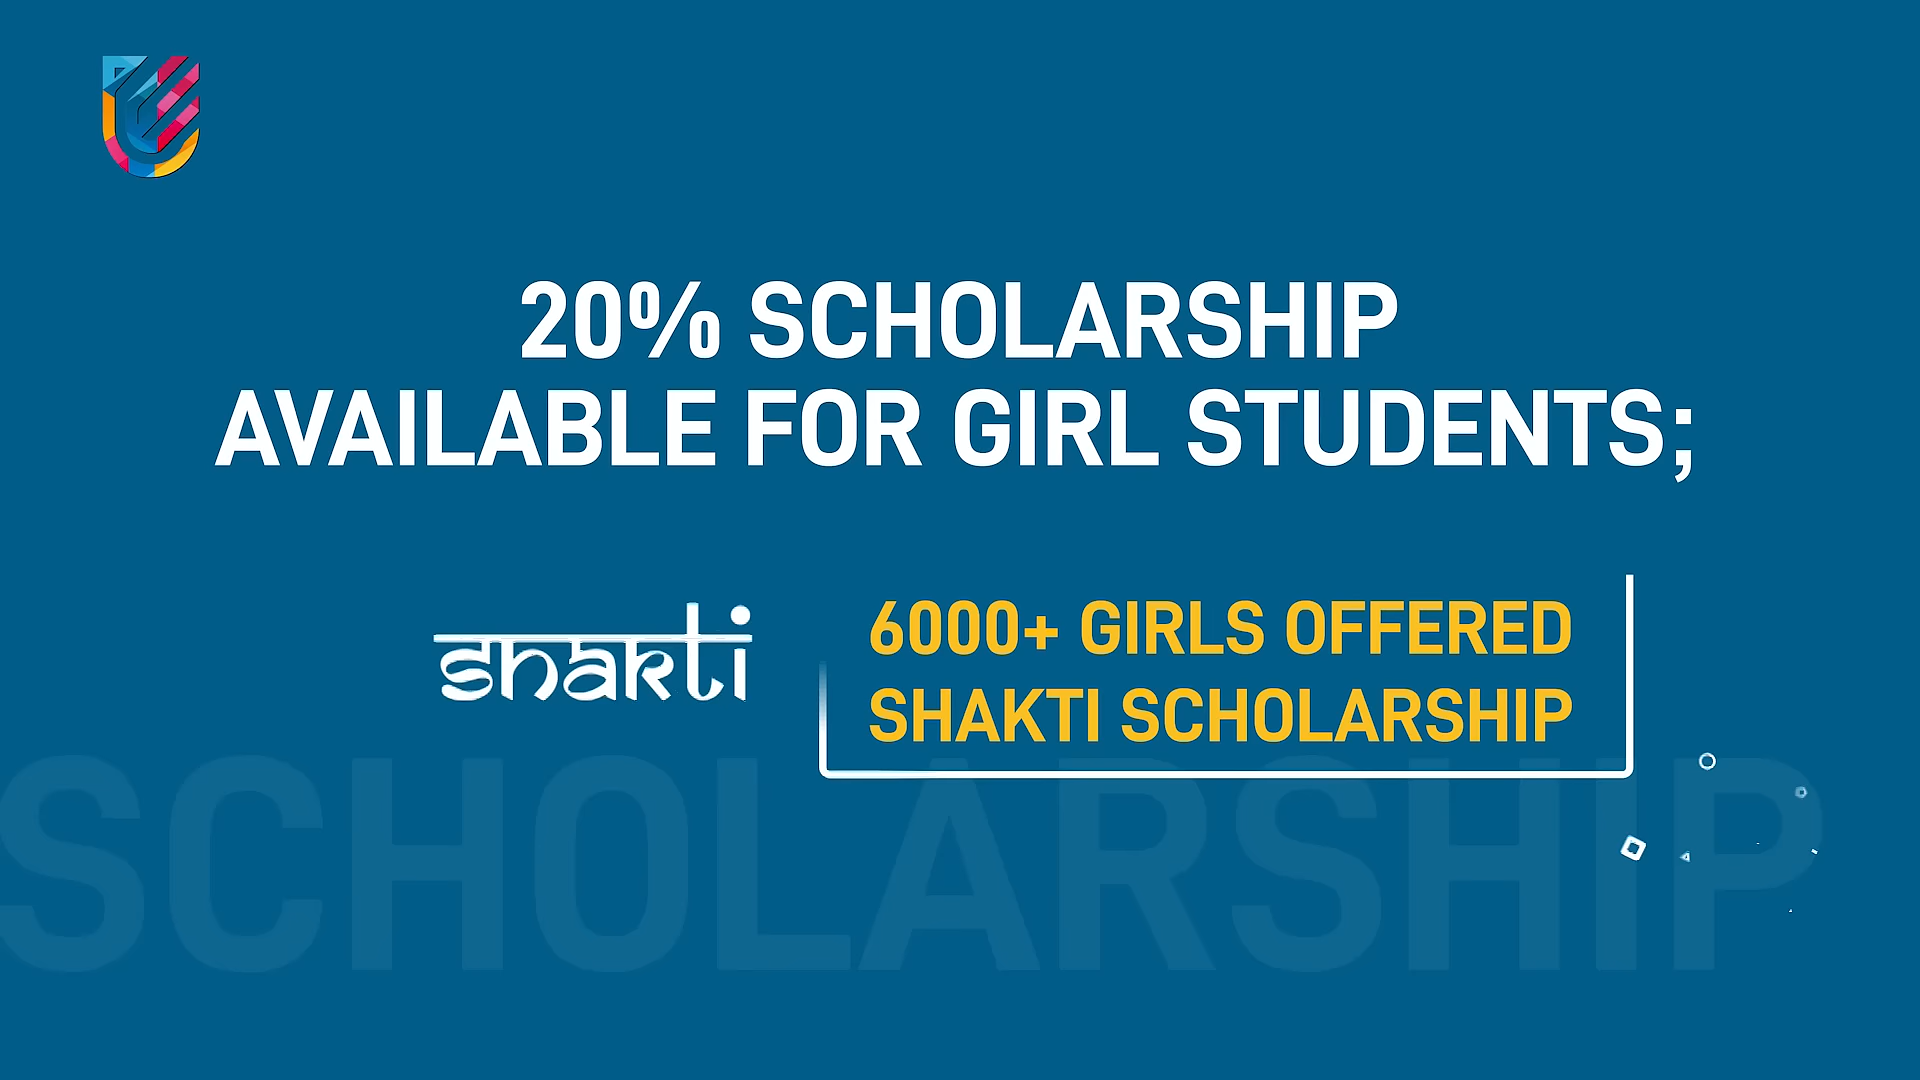 20% SCHOLARSHIP
AVAILABLE FOR GIRL STUDENTS;
shakti
6000+ GIRLS OFFERED
SHAKTI SCHOLARSHIP
SCHOLARSHIP